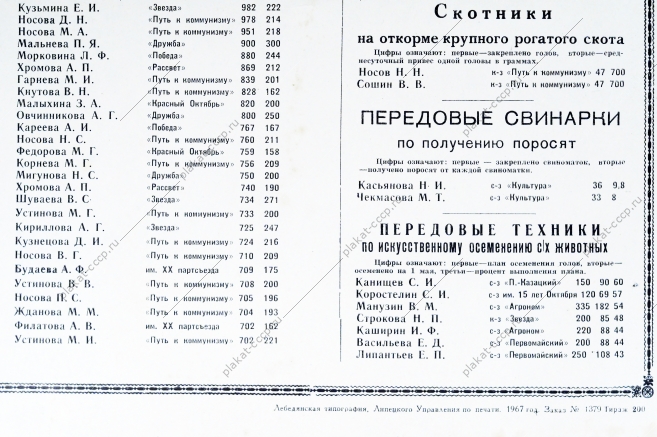 Кузьмина Е. И. «Звезда» 982 222
Носова Д. Н. «Путь к коммунизму» 978 214
Носова М. А. «Путь к коммунизму» 951 218
Мальнева П. Я. «Дружба» 900 300
Морковина Л. Ф. «Победа» 880 244
Хромова А. П. «Рассвет» 869 212
Гарнева М. И. «Путь к коммунизму» 839 201
Кнутова В. Н. «Путь к коммунизму» 828 162
Малыхина З. А. «Красный Октябрь» 820 200
Овчинникова А. Г. «Дружба» 800 250
Кареева А. И. «Победа» 767 167
Носова Н. С. «Путь к коммунизму» 760 211
Федорова М. Г. «Красный Октябрь» 759 158
Корнева М. Г. «Путь к коммунизму» 756 209
Мигунова Н. С. «Дружба» 750 200
Хромова А. П. «Рассвет» 740 190
Шуваева В. С. «Звезда» 734 271
Устинова М. Г. «Путь к коммунизму» 733 200
Кириллова А. Г. «Звезда» 725 247
Кузнецова Д. И. «Путь к коммунизму» 724 216
Носова В. Г. «Путь к коммунизму» 710 209
Будаева А. Ф. им. XX партсъезда 709 175
Устинова В. В. «Путь к коммунизму» 708 200
Носова П. С. «Путь к коммунизму» 705 196
Жданова М. М. «Путь к коммунизму» 704 193
Филатова А. В. им. XX партсъезда 702 162
Устинова М. И. «Путь к коммунизму» 702 221
Скотники
на откорме крупного рогатого скота
Цифры означают: первые—закреплено голов, вторые—сред-
несуточный привес одной головы в граммах.
Носов Н. Н. к-з «Путь к коммунизму» 47 700
Сошин В. В. к-з «Путь к коммунизму» 47 700
ПЕРЕДОВЫЕ СВИНАРКИ
по получению поросят
Цифры означают: первые — закреплено свиноматок, вторые
—получено поросят от каждой свиноматки.
Касьянова Н. И. с-з «Культура» 36 9,8
Чекмасова М. Т. с-з «Культура» 33 8
ПЕРЕДОВЫЕ ТЕХНИКИ
по искусственному осеменению с/х животных
Цифры означают: первые—план осеменения голов, вторые—
осеменено на 1 мая, третьи—процент выполнения плана.
Канищев С. И. с-з «П.-Казацкий» 150 90 60
Коростелин С. И. с-з им. 15 лет Октября 120 69 57
Манузин В. М. с-з «Агроном» 335 182 54
Строкова Н. П. к-з «Звезда» 200 85 48
Каширин И. Ф. с-з «Агроном» 220 88 44
Васильева Е. Д. с-з «Первомайский» 200 88 44
Липантьев Е. П. с-з «Первомайский» 250 108 43
Лебедянская типография, Липецкого Управления по печати. 1967 год. Заказ № 1379 Тираж 200
plakat-cccp.ru